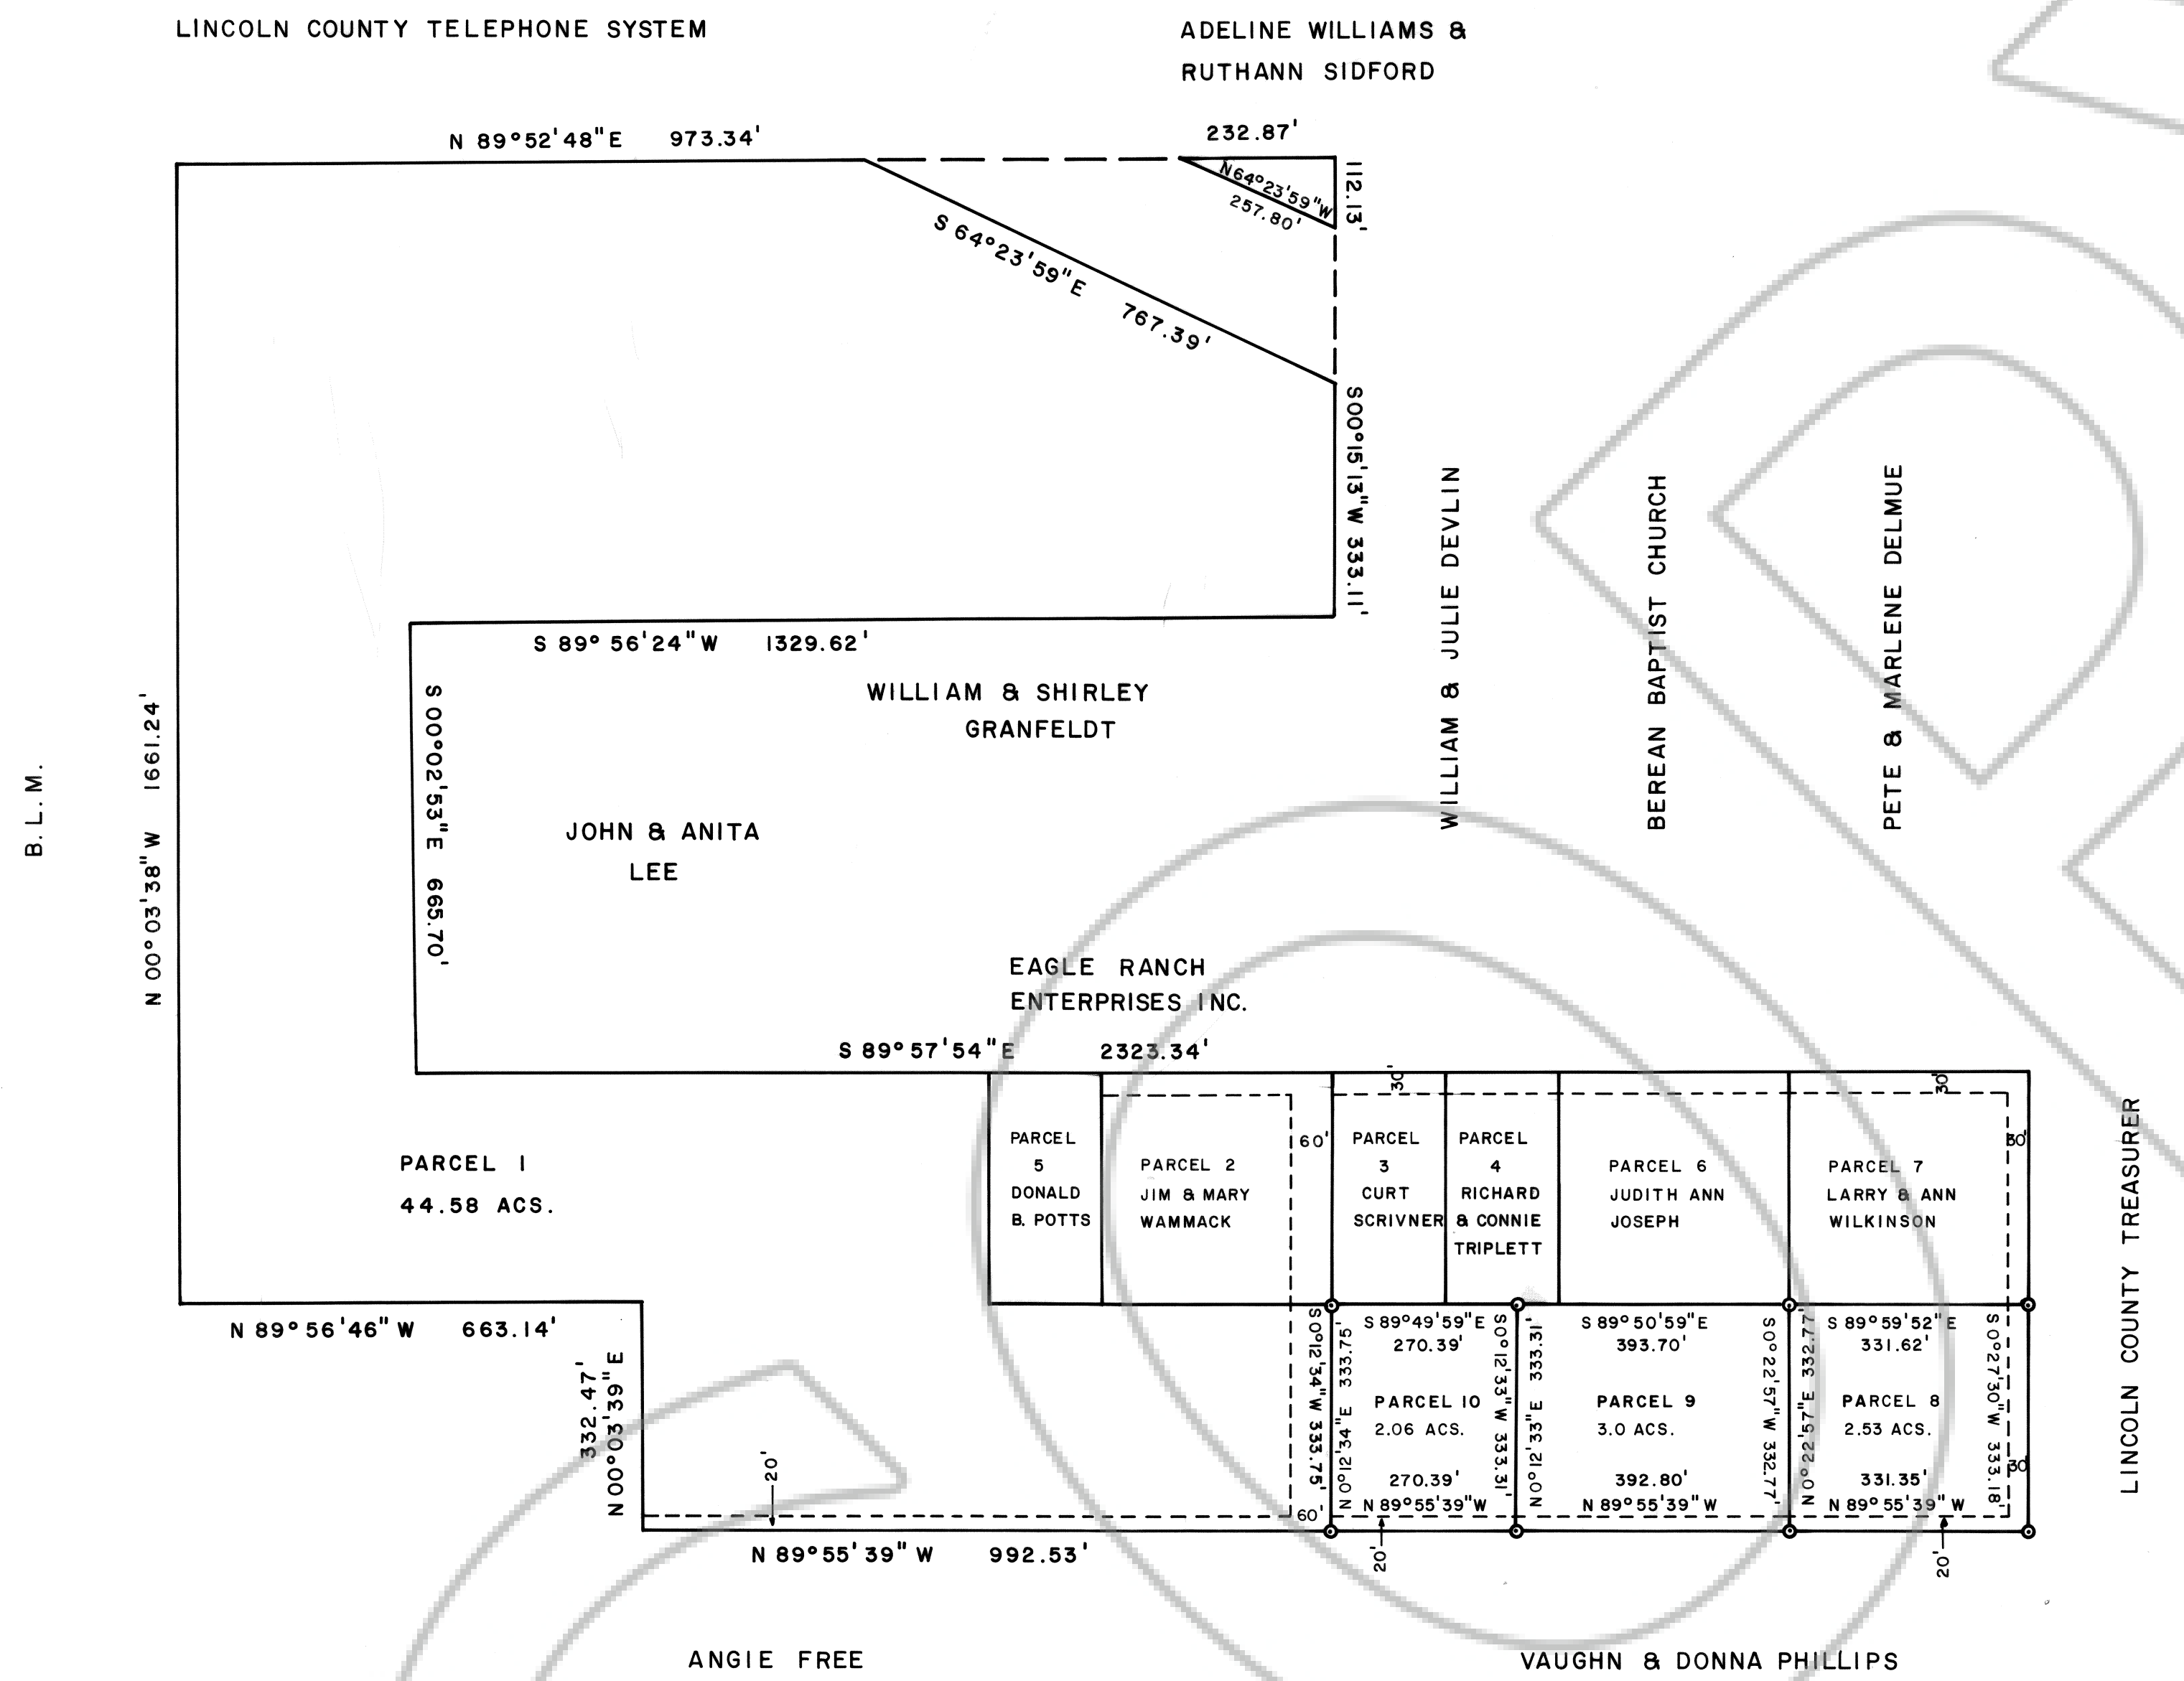 LINCOLN COUNTY TELEPHONE SYSTEM
ADELINE WILLIAMS &
RUTHANN SIDFORD
N 89°52'48"E 973.34'
232.87'
112.13'
N64°23'59"W
257.80'
S 64°23'59"E 767.39'
S00°15'13"W 333.11'
S 89°56'24"W 1329.62'
WILLIAM & SHIRLEY
GRANFELDT
WILLIAM & JULIE DEVLIN
BEREAN BAPTIST CHURCH
PETE & MARLENE DELMUE
B.L.M.
N 00°03'38"W 1661.24'
S 00°02'53"E 665.70'
JOHN & ANITA
LEE
EAGLE RANCH
ENTERPRISES INC.
S 89°57'54"E 2323.34'
30'
30'
PARCEL 1
44.58 ACS.
PARCEL
5
DONALD
B. POTTS
PARCEL 2
JIM & MARY
WAMMACK
60'
PARCEL
3
CURT
SCRIVNER
PARCEL
4
RICHARD
& CONNIE
TRIPLETT
PARCEL 6
JUDITH ANN
JOSEPH
PARCEL 7
LARRY & ANN
WILKINSON
30'
LINCOLN COUNTY TREASURER
N 89°56'46"W 663.14'
332.47'
N00°03'39"E
20'
S0°12'34"W 333.75'
N0°12'34"E 333.75'
S 89°49'59"E
270.39'
PARCEL 10
2.06 ACS.
270.39'
N 89°55'39"W
S0°12'33"W 333.31'
N0°12'33"E 333.31'
S 89°50'59"E
393.70'
PARCEL 9
3.0 ACS.
392.80'
N 89°55'39"W
S0°22'57"W 332.77'
N0°22'57"E 332.77'
S 89°59'52"E
331.62'
PARCEL 8
2.53 ACS.
331.35'
N 89°55'39"W
S0°27'30"W 333.18'
30'
60'
N 89°55'39"W 992.53'
20'
20'
ANGIE FREE
VAUGHN & DONNA PHILLIPS